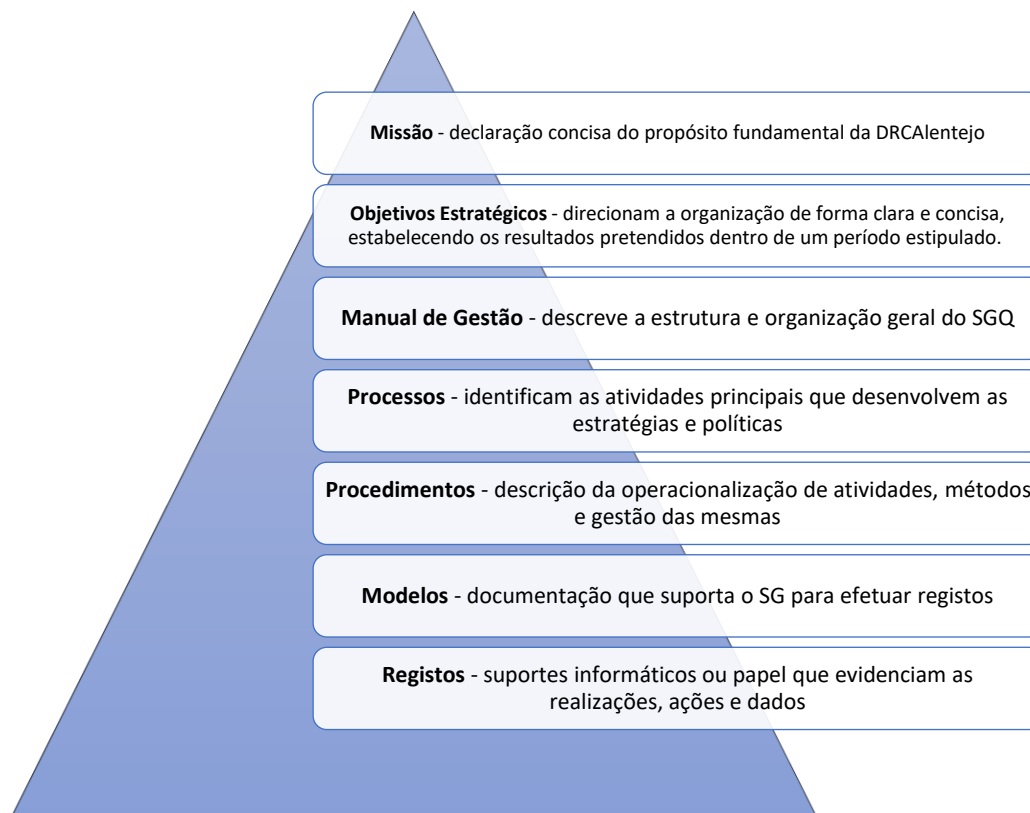 Missão - declaração concisa do propósito fundamental da DRCAlentejo
Objetivos Estratégicos - direcionam a organização de forma clara e concisa,
estabelecendo os resultados pretendidos dentro de um período estipulado.
Manual de Gestão - descreve a estrutura e organização geral do SGQ
Processos - identificam as atividades principais que desenvolvem as
estratégias e políticas
Procedimentos - descrição da operacionalização de atividades, métodos
e gestão das mesmas
Modelos - documentação que suporta o SG para efetuar registos
Registos - suportes informáticos ou papel que evidenciam as
realizações, ações e dados